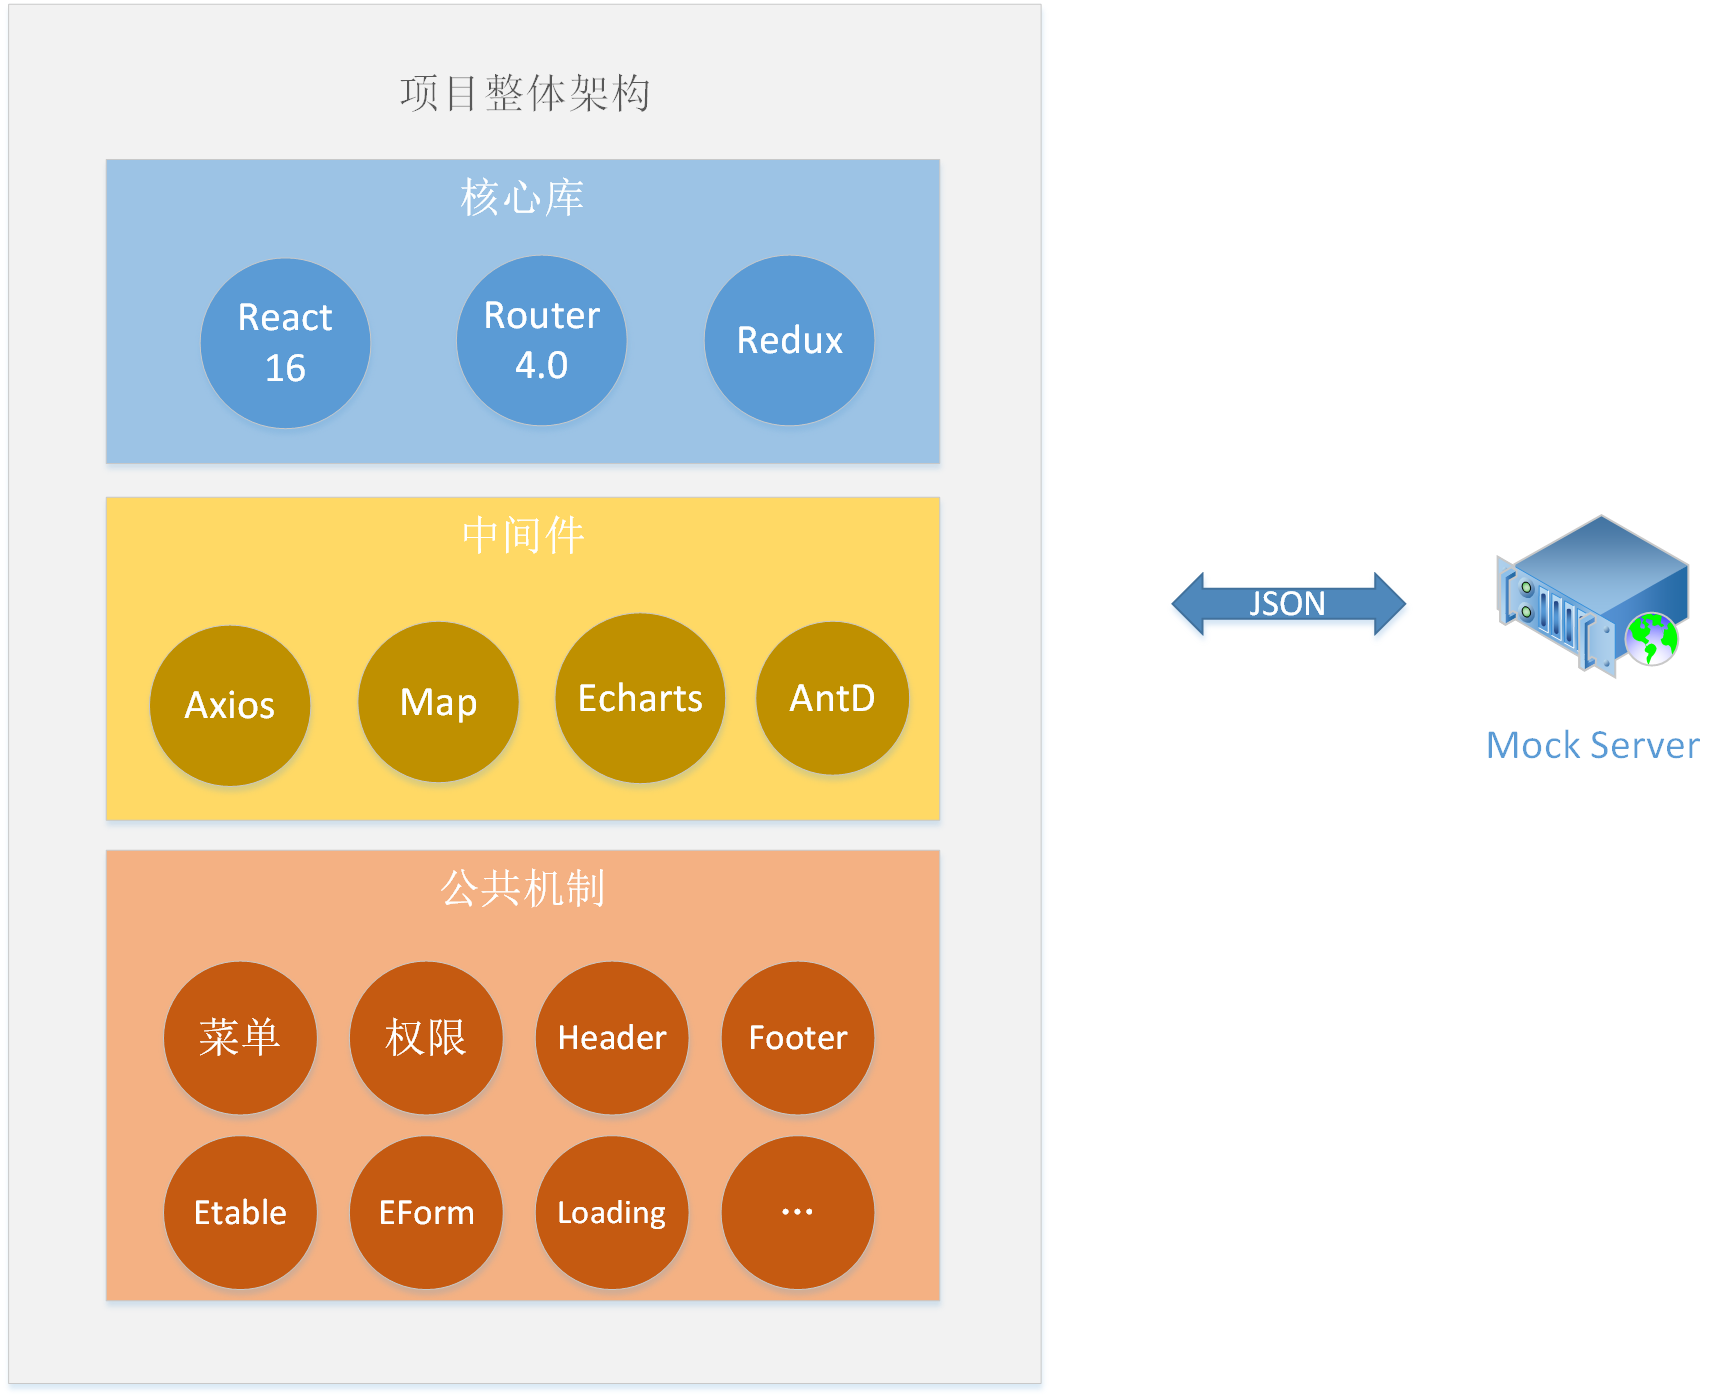 项目整体架构
核心库
React
16
Router
4.0
Redux
中间件
Axios
Map
Echarts
AntD
公共机制
菜单
权限
Header
Footer
Etable
EForm
Loading
...
JSON
Mock Server